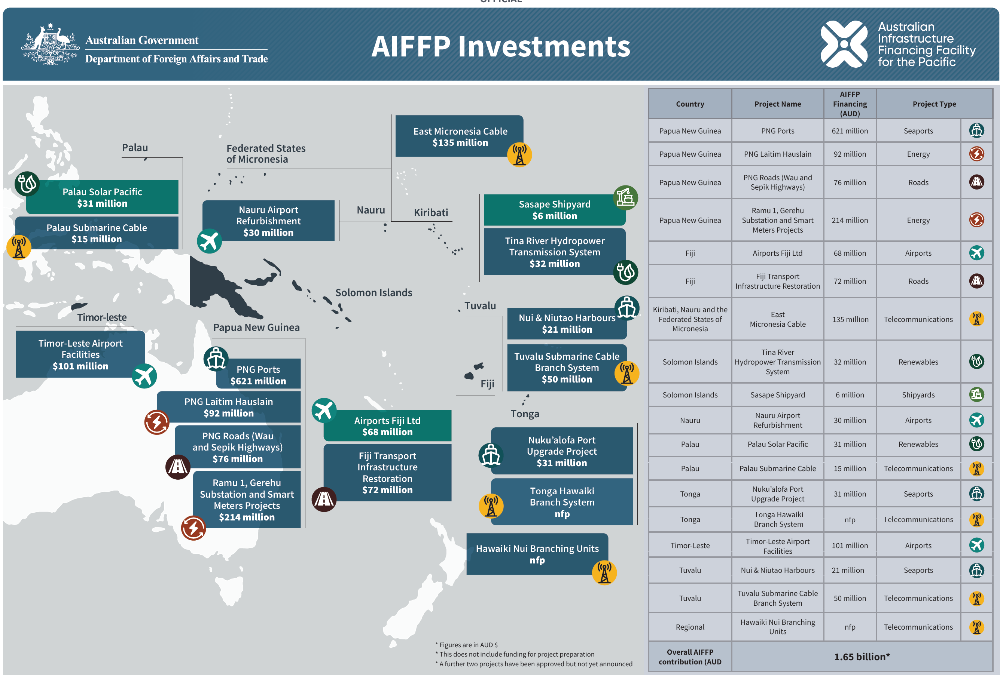 OFFICIAL
Australian Government
Department of Foreign Affairs and Trade
AIFFP Investments
Australian
Infrastructure
Financing Facility
for the Pacific
Palau
Palau Solar Pacific
$31 million
Palau Submarine Cable
$15 million
Federated States
of Micronesia
East Micronesia Cable
$135 million
Nauru Airport
Refurbishment
$30 million
Nauru
Kiribati
Sasape Shipyard
$6 million
Tina River Hydropower
Transmission System
$32 million
Solomon Islands
Timor-leste
Timor-Leste Airport
Facilities
$101 million
Papua New Guinea
PNG Ports
$621 million
PNG Laitim Hauslain
$92 million
PNG Roads (Wau
and Sepik Highways)
$76 million
Ramu 1, Gerehu
Substation and Smart
Meters Projects
$214 million
Tuvalu
Nui & Niutao Harbours
$21 million
Tuvalu Submarine Cable
Branch System
$50 million
Fiji
Airports Fiji Ltd
$68 million
Fiji Transport
Infrastructure
Restoration
$72 million
Tonga
Nuku’alofa Port
Upgrade Project
$31 million
Tonga Hawaiki
Branch System
nfp
Hawaiki Nui Branching Units
nfp
* Figures are in AUD $
* This does not include funding for project preparation
* A further two projects have been approved but not yet announced
Country
Project Name
AIFFP
Financing
(AUD)
Project Type
Papua New Guinea
PNG Ports
621 million
Seaports
Papua New Guinea
PNG Laitim Hauslain
92 million
Energy
Papua New Guinea
PNG Roads (Wau and
Sepik Highways)
76 million
Roads
Papua New Guinea
Ramu 1, Gerehu
Substation and Smart
Meters Projects
214 million
Energy
Fiji
Airports Fiji Ltd
68 million
Airports
Fiji
Fiji Transport
Infrastructure Restoration
72 million
Roads
Kiribati, Nauru and the
Federated States of
Micronesia
East
Micronesia Cable
135 million
Telecommunications
Solomon Islands
Tina River
Hydropower Transmission
System
32 million
Renewables
Solomon Islands
Sasape Shipyard
6 million
Shipyards
Nauru
Nauru Airport
Refurbishment
30 million
Airports
Palau
Palau Solar Pacific
31 million
Renewables
Palau
Palau Submarine Cable
15 million
Telecommunications
Tonga
Nuku’alofa Port
Upgrade Project
31 million
Seaports
Tonga
Tonga Hawaiki
Branch System
nfp
Telecommunications
Timor-Leste
Timor-Leste Airport
Facilities
101 million
Airports
Tuvalu
Nui & Niutao Harbours
21 million
Seaports
Tuvalu
Tuvalu Submarine Cable
Branch System
50 million
Telecommunications
Regional
Hawaiki Nui Branching
Units
nfp
Telecommunications
Overall AIFFP
contribution (AUD
1.65 billion*